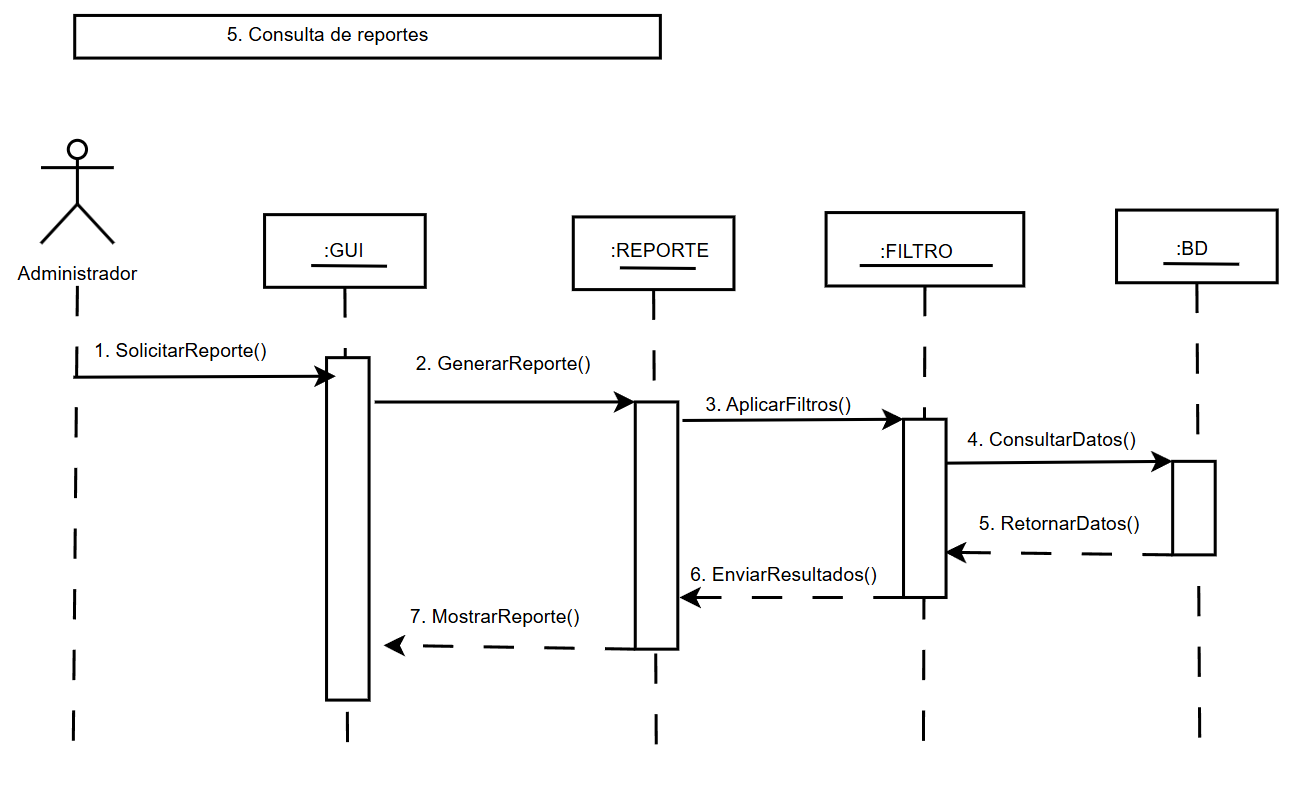 5. Consulta de reportes
:GUI
:REPORTE
:FILTRO
:BD
Administrador
1. SolicitarReporte()
2. GenerarReporte()
3. AplicarFiltros()
4. ConsultarDatos()
5. RetornarDatos()
6. EnviarResultados()
7. MostrarReporte()